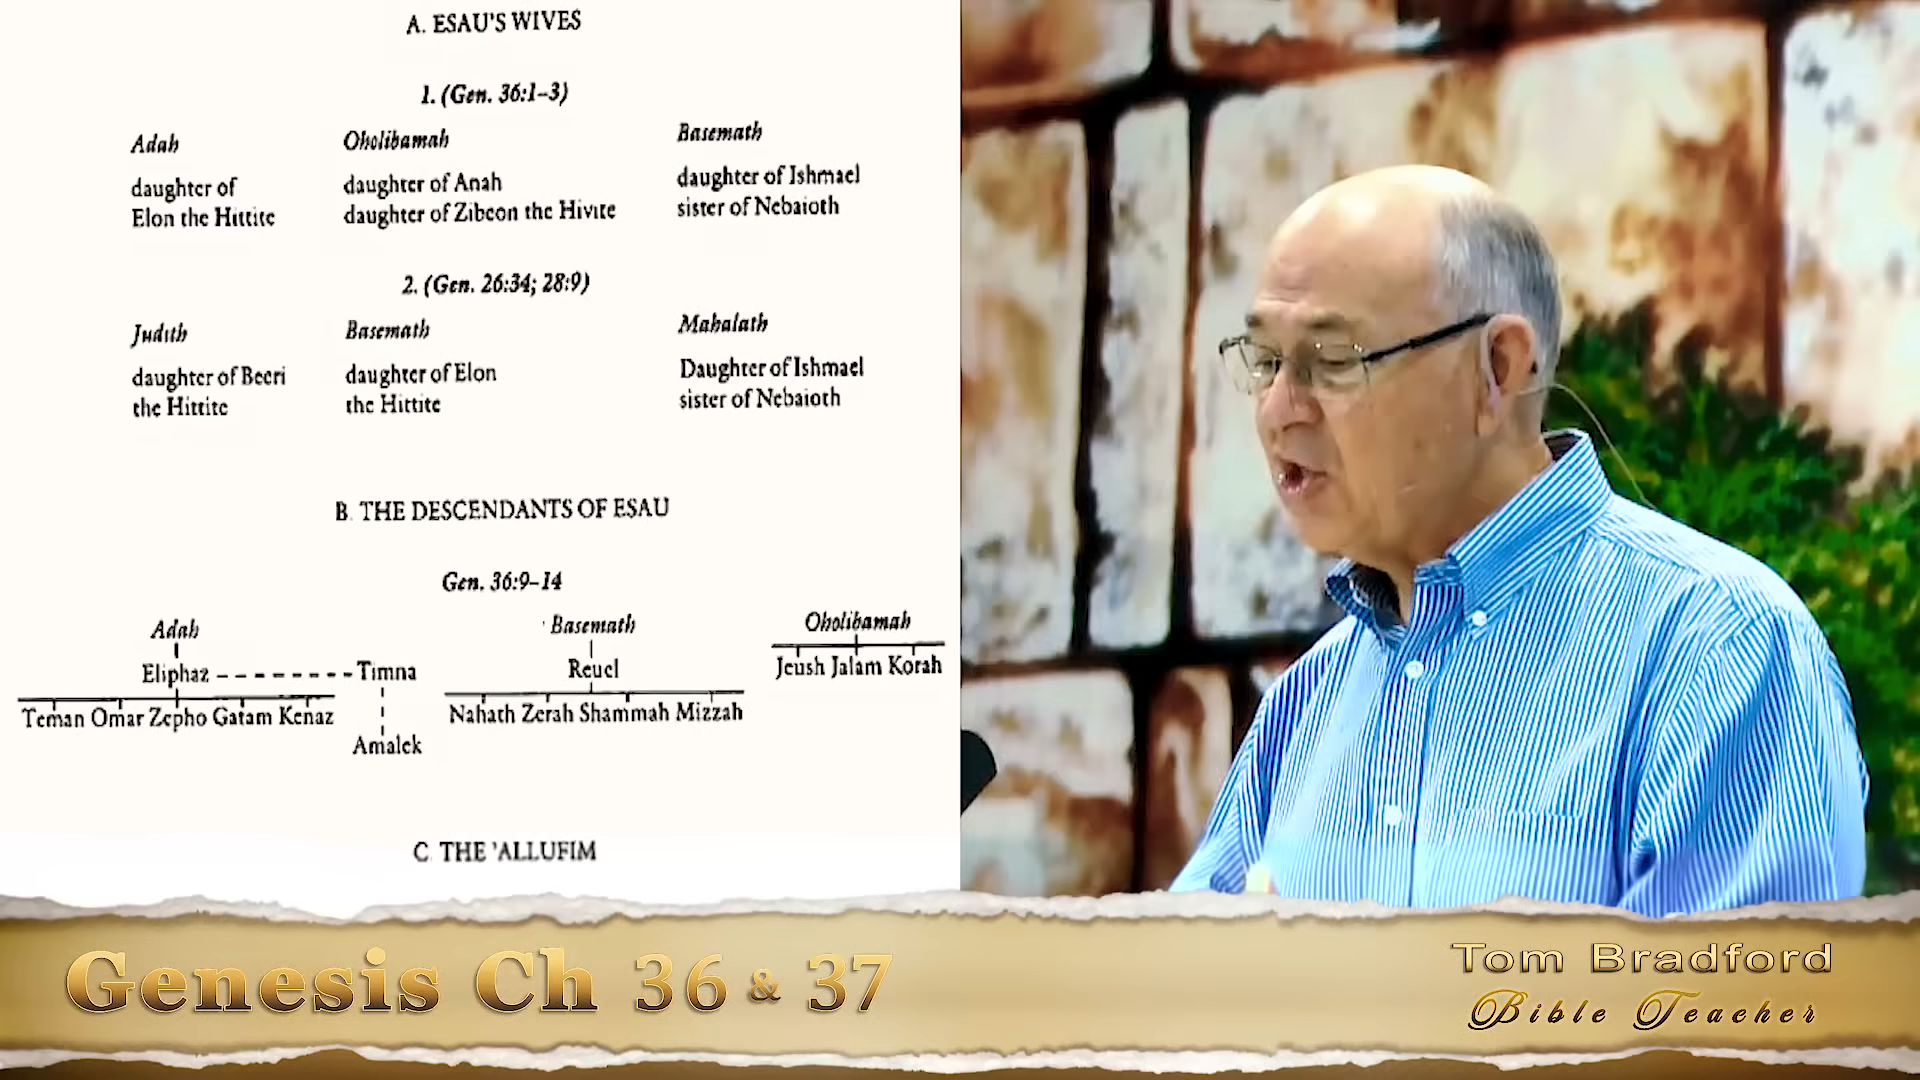 A. ESAU'S WIVES
1. (Gen. 36:1–3)
Adah
daughter of
Elon the Hittite
Oholibamah
daughter of Anah
daughter of Zibeon the Hivite
Basemath
daughter of Ishmael
sister of Nebaioth
2. (Gen. 26:34; 28:9)
Judith
daughter of Beeri
the Hittite
Basemath
daughter of Elon
the Hittite
Mahalath
Daughter of Ishmael
sister of Nebaioth
B. THE DESCENDANTS OF ESAU
Gen. 36:9–14
Adah
Eliphaz
Timna
Teman Omar Zepho Gatam Kenaz
Amalek
Basemath
Reuel
Nahath Zerah Shammah Mizzah
Oholibamah
Jeush Jalam Korah
C. THE 'ALLUFIM
Genesis Ch 36 & 37
Tom Bradford
Bible Teacher